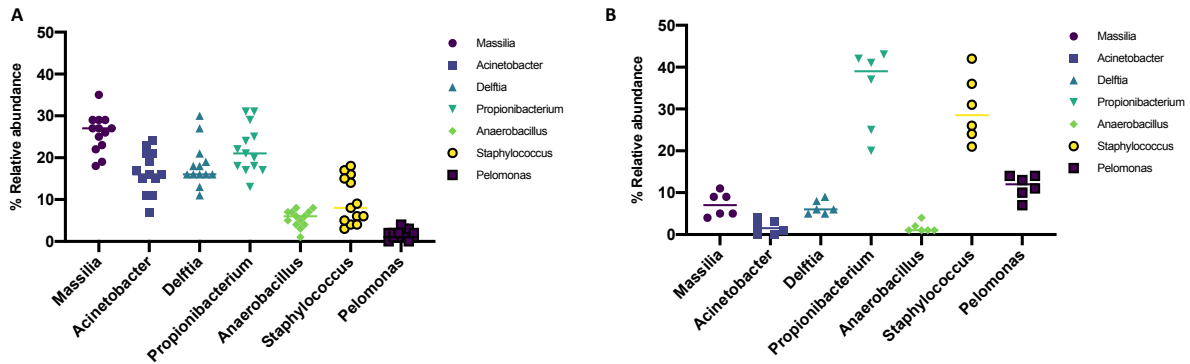 A
% Relative abundance
50
40
30
20
10
0
Massilia
Acinetobacter
Delftia
Propionibacterium
Anaerobacillus
Staphylococcus
Pelomonas
Massilia
Acinetobacter
Delftia
Propionibacterium
Anaerobacillus
Staphylococcus
Pelomonas
B
% Relative abundance
50
40
30
20
10
0
Massilia
Acinetobacter
Delftia
Propionibacterium
Anaerobacillus
Staphylococcus
Pelomonas
Massilia
Acinetobacter
Delftia
Propionibacterium
Anaerobacillus
Staphylococcus
Pelomonas